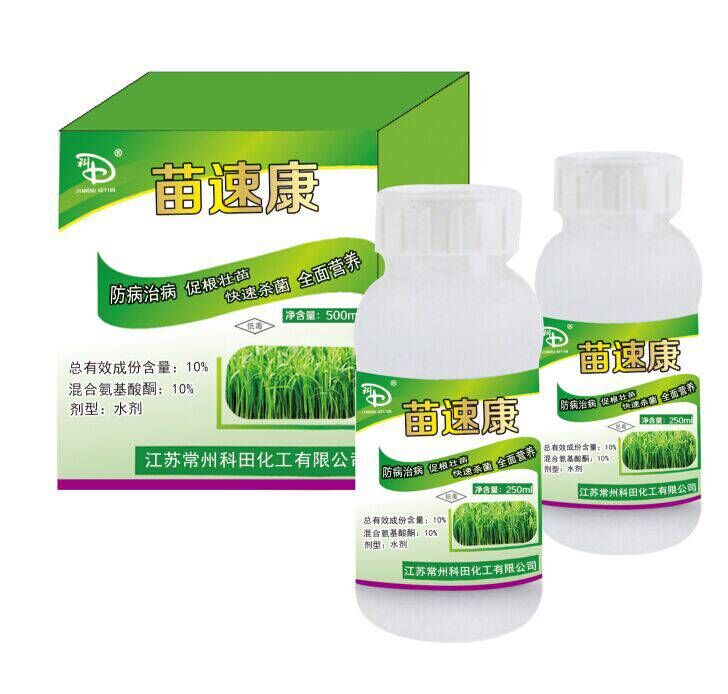 科
®
JIANGSU KETIAN
苗速康
防病治病 促根壮苗
快速杀菌 全面营养
低毒
净含量：500ml
总有效成份含量：10%
混合氨基酸酮：10%
剂型：水剂
江苏常州科田化工有限公司
科
®
JIANGSU KETIAN
苗速康
防病治病 促根壮苗
快速杀菌 全面营养
低毒
净含量：250ml
总有效成份含量：10%
混合氨基酸酮：10%
剂型：水剂
江苏常州科田化工有限公司
®
苗速康
防病治病 促根壮苗
快速杀菌 全面营养
低毒
净含量：250ml
总有效成份含量：10%
混合氨基酸酮：10%
剂型：水剂
江苏常州科田化工有限公司